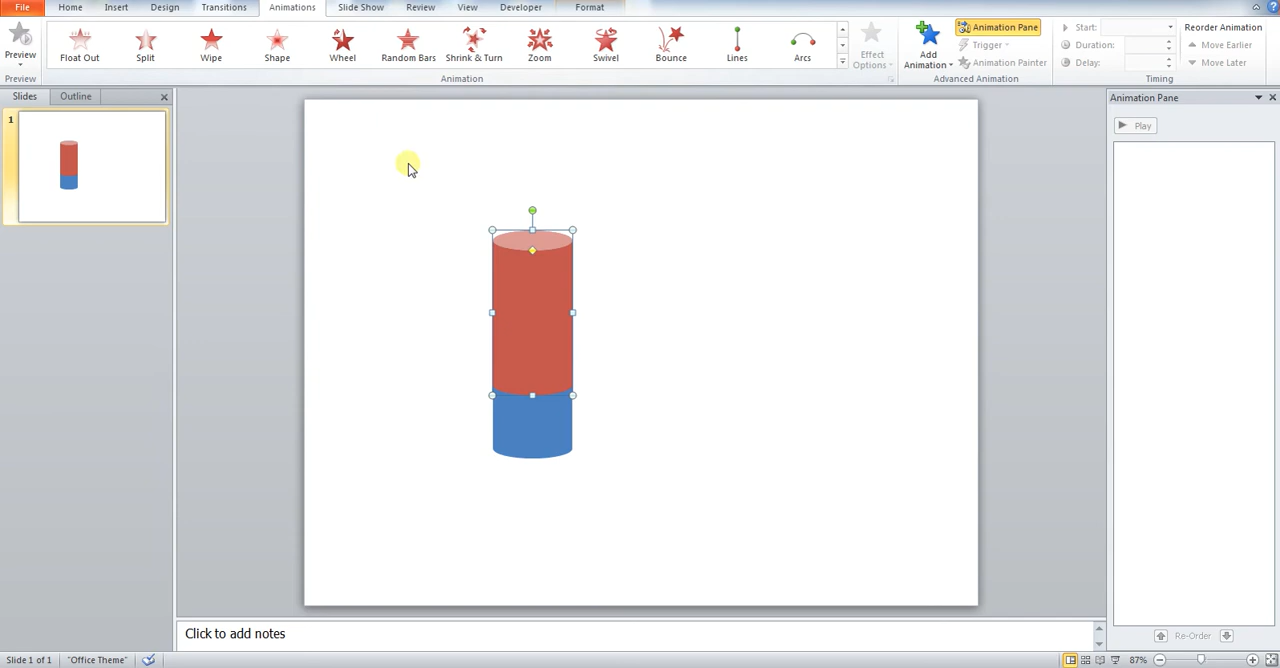 File Home Insert Design Transitions Animations Slide Show Review View Developer Format
Preview
Float Out Split Wipe Shape Wheel Random Bars Shrink & Turn Zoom Swivel Bounce Lines Arcs
Effect Options
Add Animation
Animation Pane
Trigger
Animation Painter
Start:
Duration:
Delay:
Reorder Animation
Move Earlier
Move Later
Preview Animation Advanced Animation Timing
Slides Outline
1
Animation Pane
Play
Re-Order
Click to add notes
Slide 1 of 1 "Office Theme" 87%